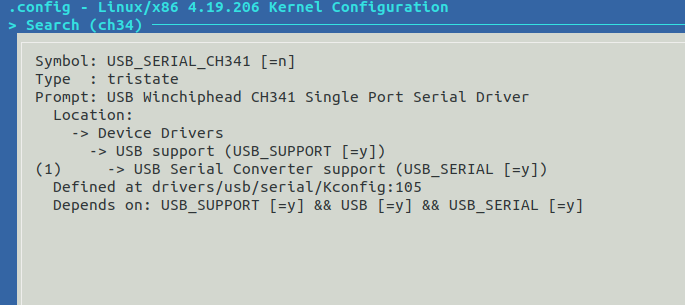 .config - Linux/x86 4.19.206 Kernel Configuration
> Search (ch34)
Symbol: USB_SERIAL_CH341 [=n]
Type  : tristate
Prompt: USB Winchiphead CH341 Single Port Serial Driver
  Location:
    -> Device Drivers
      -> USB support (USB_SUPPORT [=y])
(1)     -> USB Serial Converter support (USB_SERIAL [=y])
  Defined at drivers/usb/serial/Kconfig:105
  Depends on: USB_SUPPORT [=y] && USB [=y] && USB_SERIAL [=y]